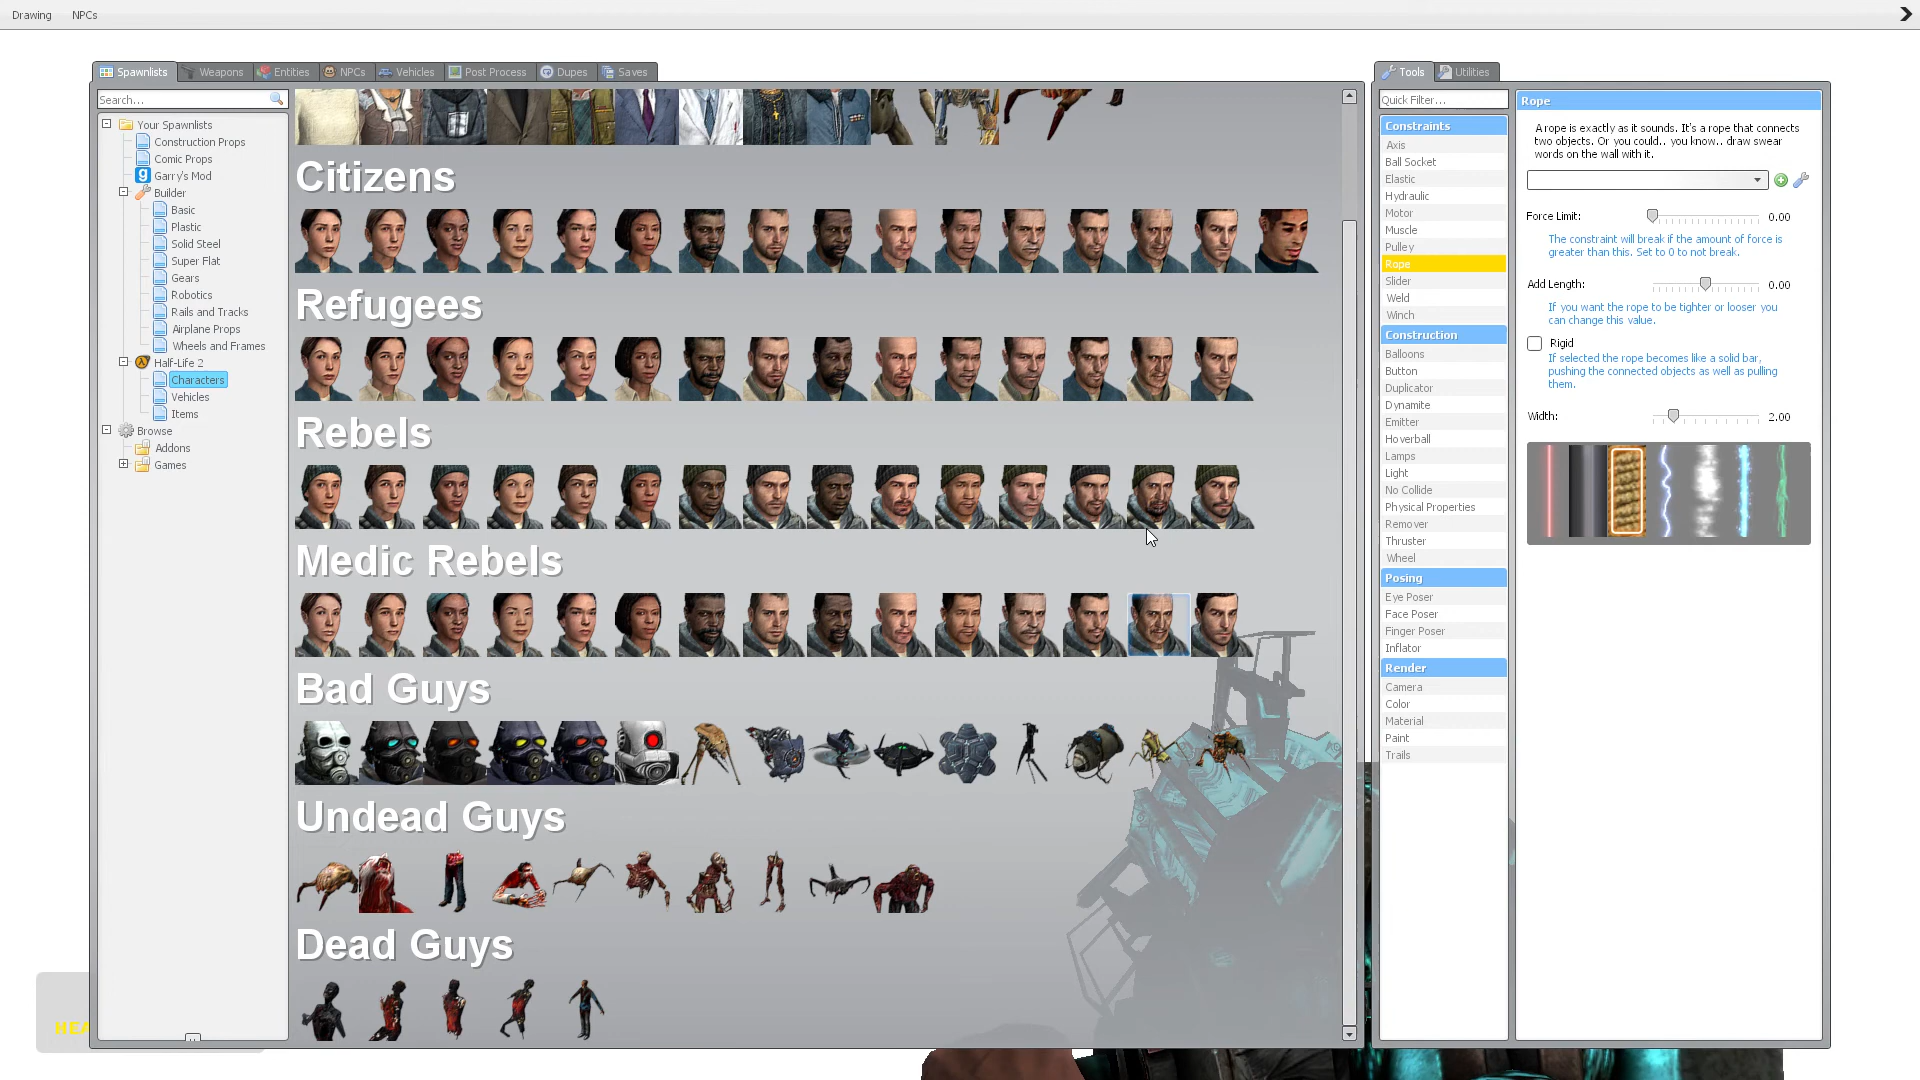 Drawing NPCs
Spawnlists Weapons Entities NPCs Vehicles Post Process Dupes Saves
Search...
Your Spawnlists
Construction Props
Comic Props
Garry's Mod
Builder
Basic
Plastic
Solid Steel
Super Flat
Gears
Robotics
Rails and Tracks
Airplane Props
Wheels and Frames
Half-Life 2
Characters
Vehicles
Items
Browse
Addons
Games
Citizens
Refugees
Rebels
Medic Rebels
Bad Guys
Undead Guys
Dead Guys
Tools Utilities
Quick Filter...
Constraints
Axis
Ball Socket
Elastic
Hydraulic
Motor
Muscle
Pulley
Rope
Slider
Weld
Winch
Construction
Balloons
Button
Duplicator
Dynamite
Emitter
Hoverball
Lamps
Light
No Collide
Physical Properties
Remover
Thruster
Wheel
Posing
Eye Poser
Face Poser
Finger Poser
Inflator
Render
Camera
Color
Material
Paint
Trails
Rope
A rope is exactly as it sounds. It's a rope that connects
two objects. Or you could.. you know.. draw swear
words on the wall with it.
Force Limit: 0.00
The constraint will break if the amount of force is
greater than this. Set to 0 to not break.
Add Length: 0.00
If you want the rope to be tighter or looser you
can change this value.
Rigid
If selected the rope becomes like a solid bar,
pushing the connected objects as well as pulling
them.
Width: 2.00